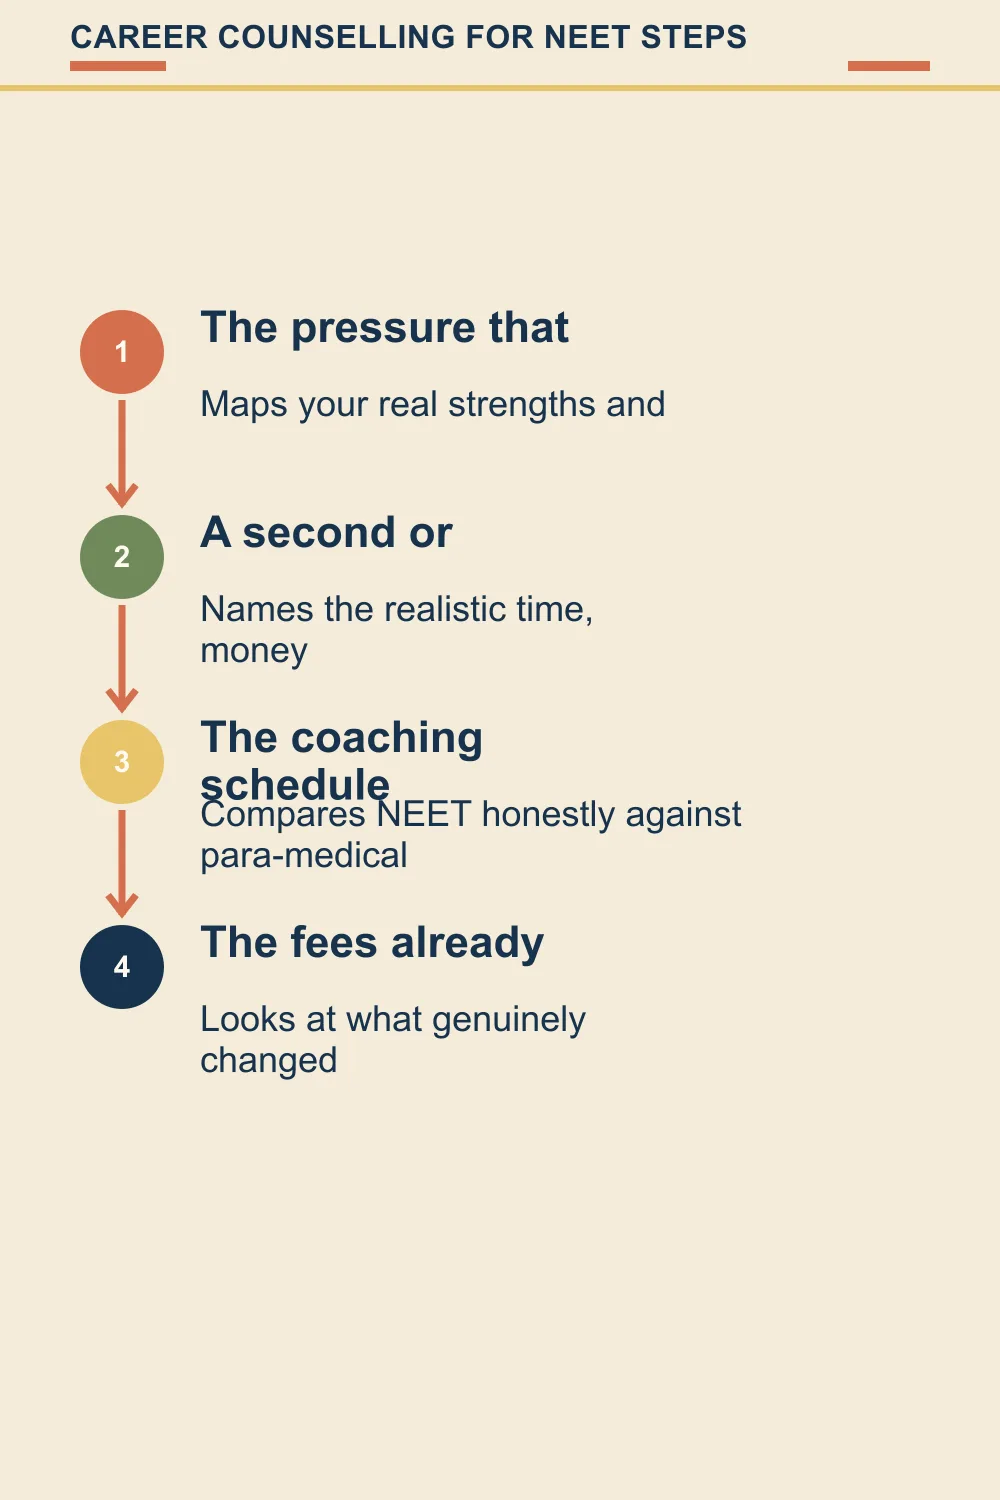 CAREER COUNSELLING FOR NEET STEPS
1
The pressure that
Maps your real strengths and
2
A second or
Names the realistic time,
money
3
The coaching
schedule
Compares NEET honestly against
para-medical
4
The fees already
Looks at what genuinely
changed